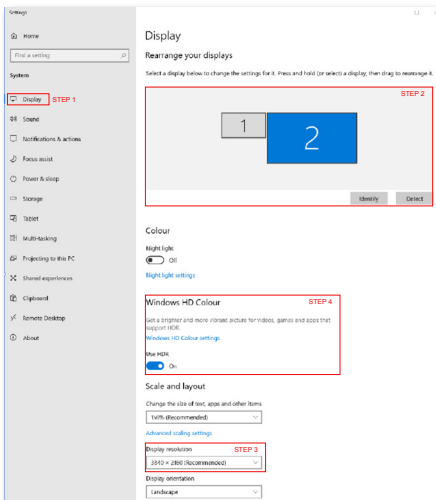 Settings
Home
Find a setting
System
Display
STEP 1
Sound
Notifications & actions
Focus assist
Power & sleep
Storage
Tablet
Multi-tasking
Projecting to this PC
Shared experiences
Clipboard
Remote Desktop
About
Display
Rearrange your displays
Select a display below to change the settings for it. Press and hold (or select) a display, then drag to rearrange it.
STEP 2
1
2
Identify
Detect
Colour
Night light
Off
Night light settings
Windows HD Colour
STEP 4
Get a brighter and more vibrant picture for videos, games and apps that
support HDR.
Windows HD Colour settings
Use HDR
On
Scale and layout
Change the size of text, apps and other items
(Recommended)
Advanced scaling settings
Display resolution
STEP 3
3840 × 2160 (Recommended)
Display orientation
Landscape